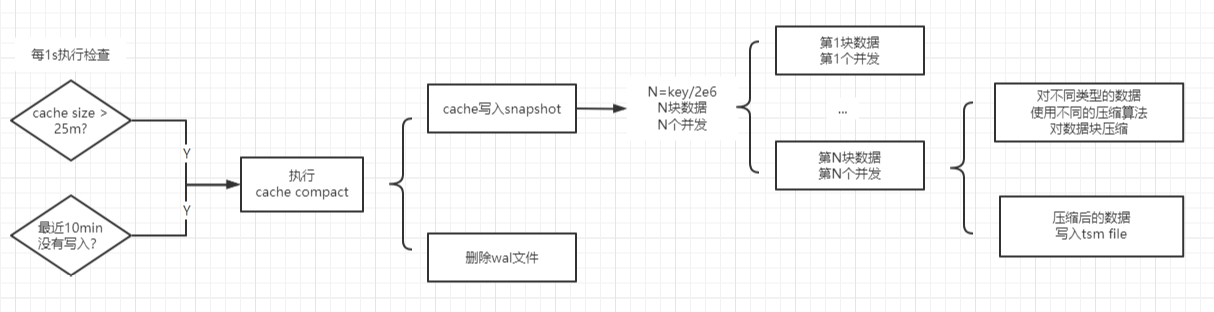 每1s执行检查
cache size >
25m?
Y
Y
最近10min
没有写入?
执行
cache compact
cache写入snapshot
删除wal文件
N=key/2e6
N块数据
N个并发
第1块数据
第1个并发
...
第N块数据
第N个并发
对不同类型的数据
使用不同的压缩算法
对数据块压缩
压缩后的数据
写入tsm file